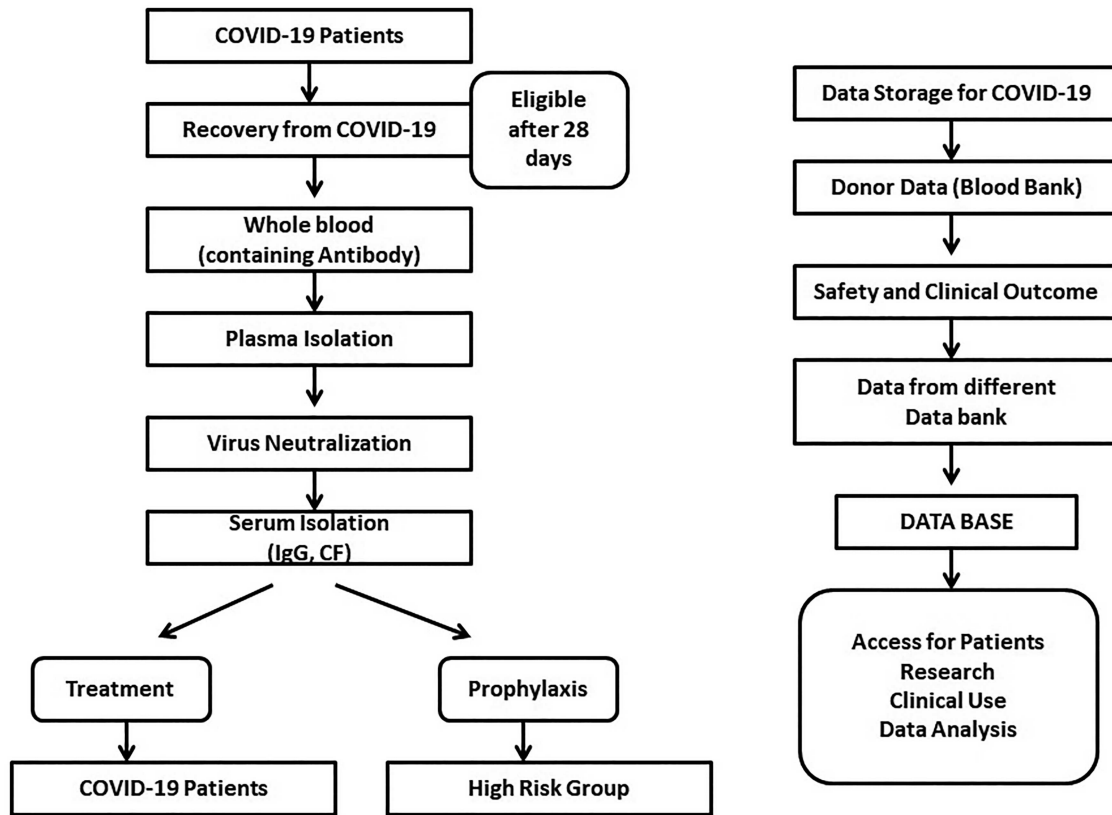 COVID-19 Patients
Recovery from COVID-19
Eligible
after 28
days
Whole blood
(containing Antibody)
Plasma Isolation
Virus Neutralization
Serum Isolation
(IgG, CF)
Treatment
Prophylaxis
COVID-19 Patients
High Risk Group
Data Storage for COVID-19
Donor Data (Blood Bank)
Safety and Clinical Outcome
Data from different
Data bank
DATA BASE
Access for Patients
Research
Clinical Use
Data Analysis